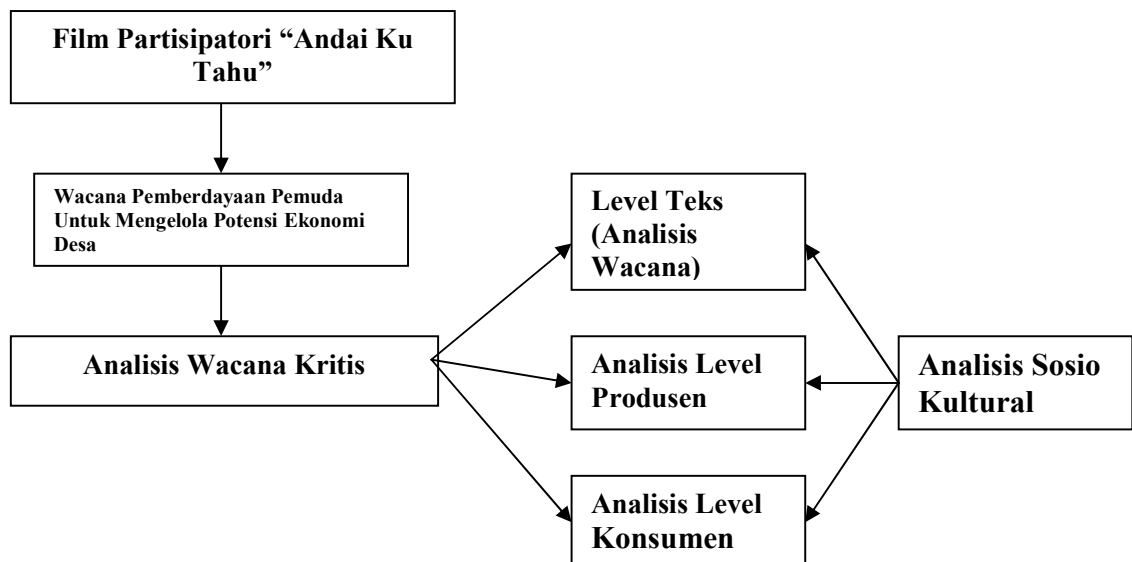 Film Partisipatori “Andai Ku
Tahu”
Wacana Pemberdayaan Pemuda
Untuk Mengelola Potensi Ekonomi
Desa
Analisis Wacana Kritis
Level Teks
(Analisis
Wacana)
Analisis Level
Produsen
Analisis Level
Konsumen
Analisis Sosio
Kultural